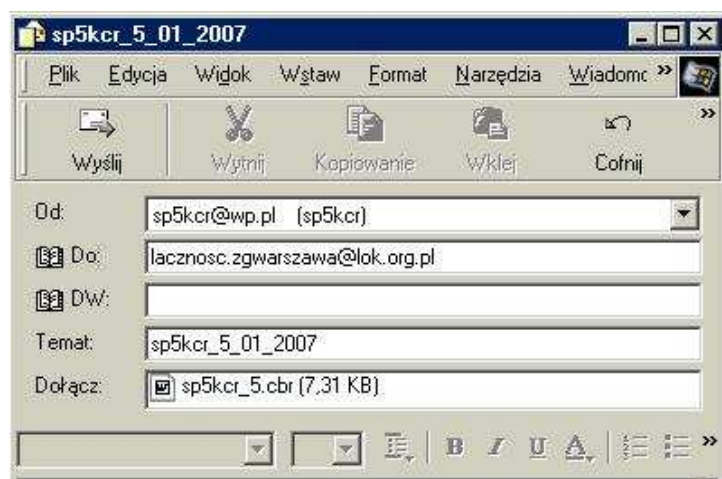 sp5kcr_5_01_2007
Plik Edycja Widok Wstaw Format Narzędzia Wiadomc »
Wyślij Wytnij Kopiowanie Wklej Cofnij »
Od: sp5kcr@wp.pl (sp5kcr)
Do: lacznosc.zgwarszawa@lok.org.pl
DW:
Temat: sp5kcr_5_01_2007
Dołącz: sp5kcr_5.cbr (7,31 KB)
B I U A »